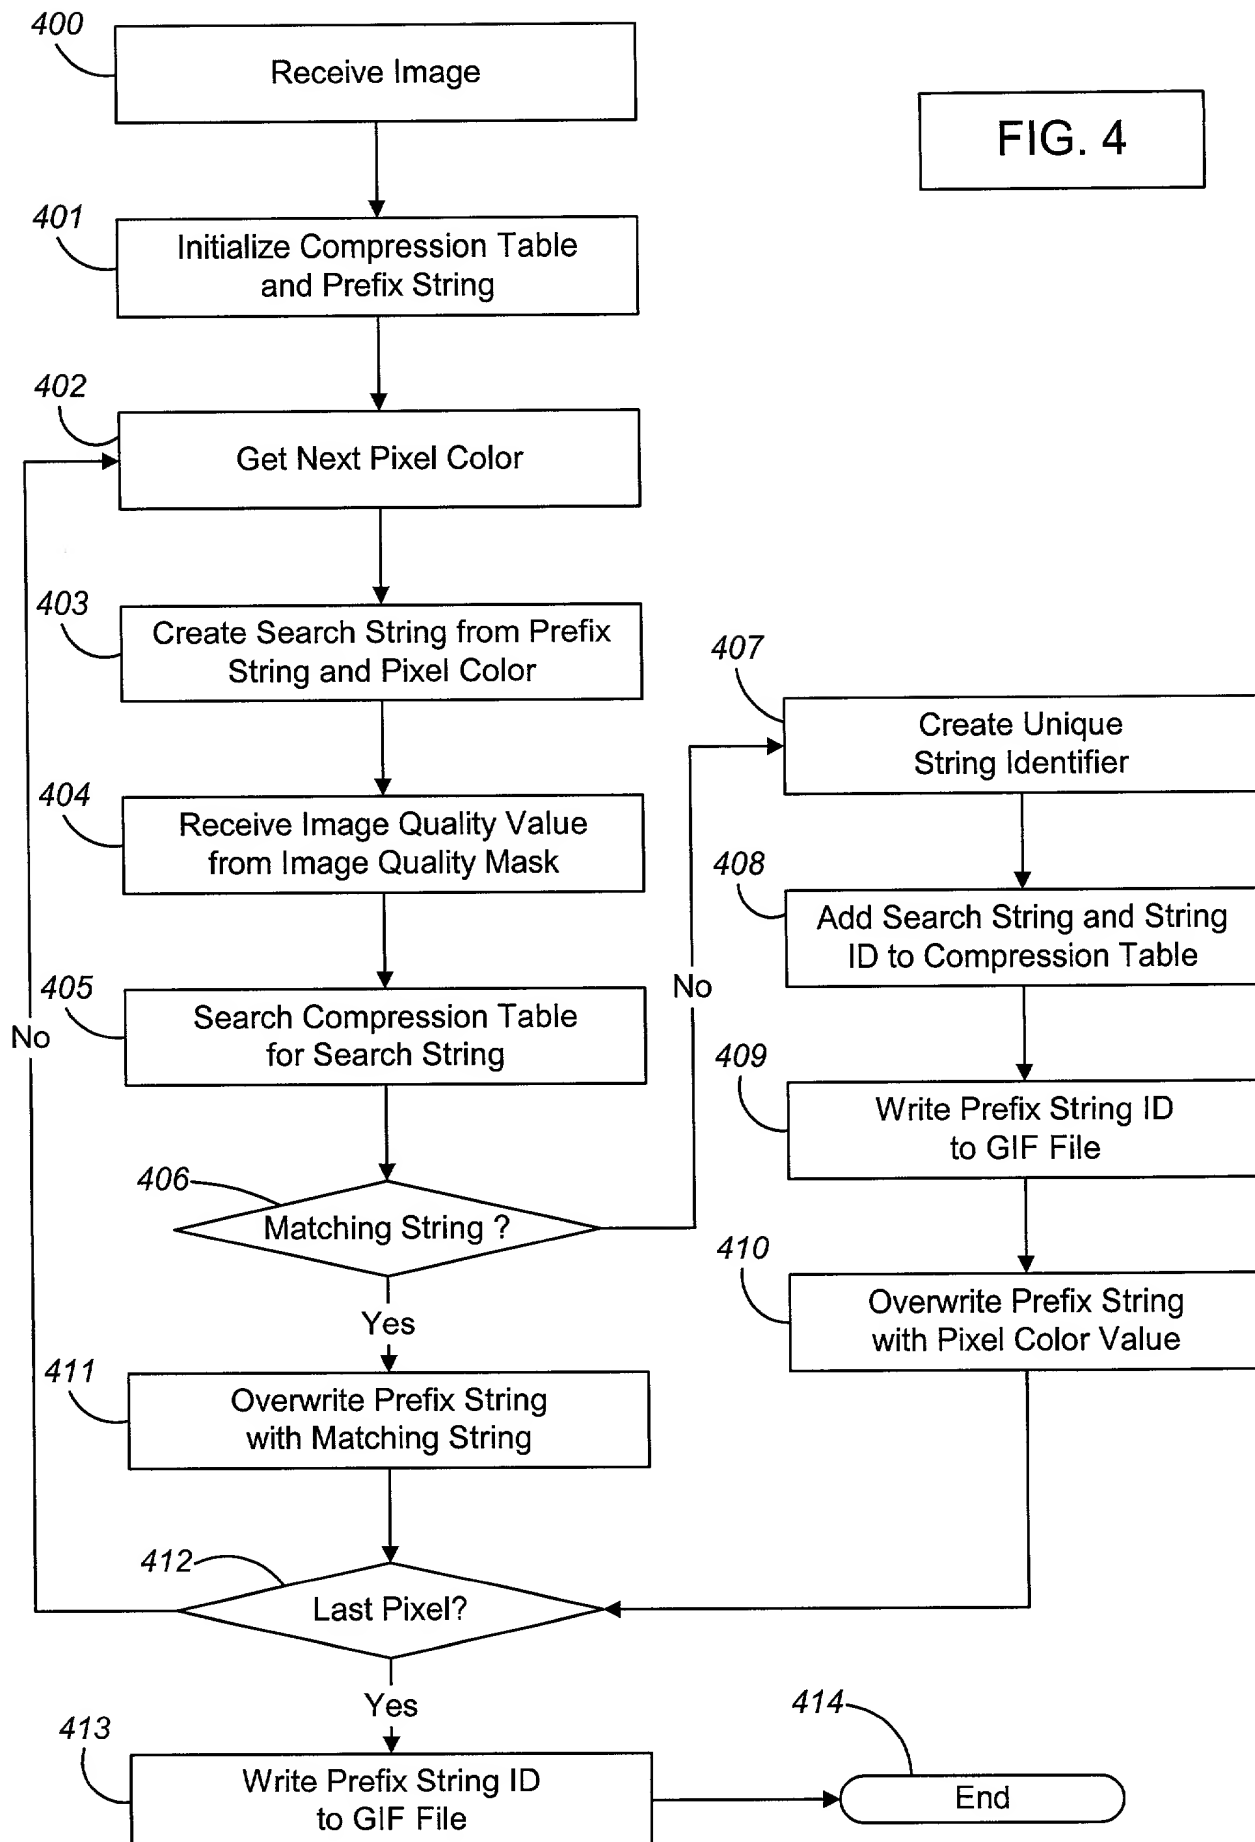 400
Receive Image
FIG. 4
401
Initialize Compression Table
and Prefix String
402
Get Next Pixel Color
403
Create Search String from Prefix
String and Pixel Color
404
Receive Image Quality Value
from Image Quality Mask
405
Search Compression Table
for Search String
No
406
Matching String ?
No
407
Create Unique
String Identifier
408
Add Search String and String
ID to Compression Table
409
Write Prefix String ID
to GIF File
410
Overwrite Prefix String
with Pixel Color Value
Yes
411
Overwrite Prefix String
with Matching String
412
Last Pixel?
Yes
413
Write Prefix String ID
to GIF File
414
End